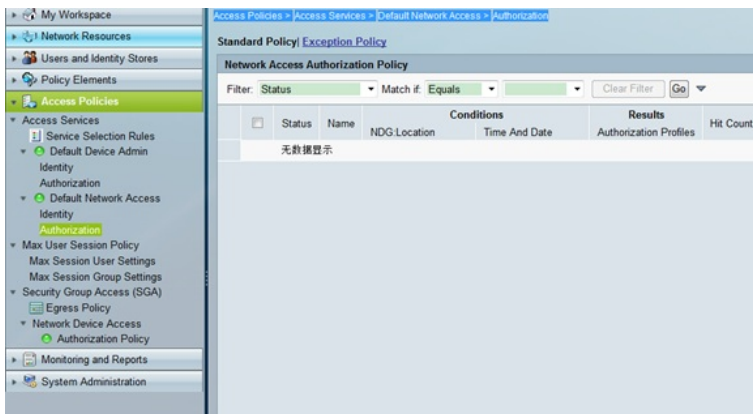 My Workspace
Network Resources
Users and Identity Stores
Policy Elements
Access Policies
Access Services
Service Selection Rules
Default Device Admin
Identity
Authorization
Default Network Access
Identity
Authorization
Max User Session Policy
Max Session User Settings
Max Session Group Settings
Security Group Access (SGA)
Egress Policy
Network Device Access
Authorization Policy
Monitoring and Reports
System Administration
Access Policies > Access Services > Default Network Access > Authorization
Standard Policy| Exception Policy
Network Access Authorization Policy
Filter: Status Match if: Equals Clear Filter Go
Conditions Results
Status Name NDG:Location Time And Date Authorization Profiles Hit Count
无数据显示